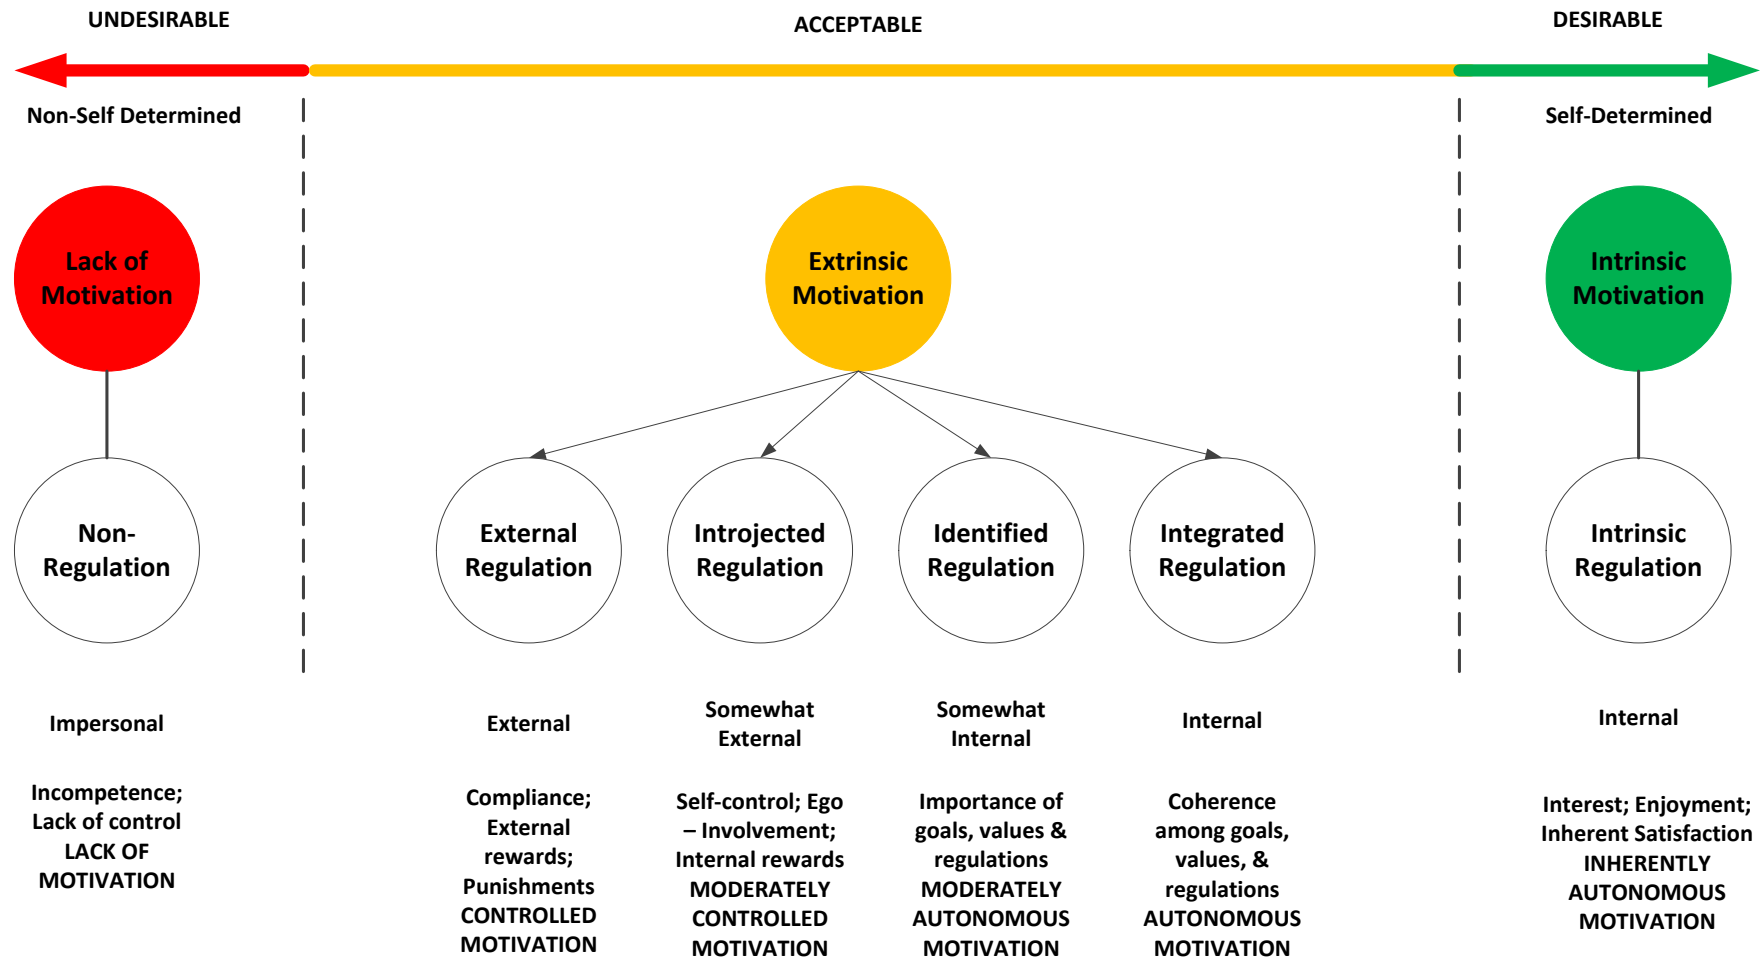 UNDESIRABLE
ACCEPTABLE
DESIRABLE
Non-Self Determined
Self-Determined
Lack of
Motivation
Extrinsic
Motivation
Intrinsic
Motivation
Non-
Regulation
External
Regulation
Introjected
Regulation
Identified
Regulation
Integrated
Regulation
Intrinsic
Regulation
Impersonal
External
Somewhat
External
Somewhat
Internal
Internal
Internal
Incompetence;
Lack of control
LACK OF
MOTIVATION
Compliance;
External
rewards;
Punishments
CONTROLLED
MOTIVATION
Self-control; Ego
– Involvement;
Internal rewards
MODERATELY
CONTROLLED
MOTIVATION
Importance of
goals, values &
regulations
MODERATELY
AUTONOMOUS
MOTIVATION
Coherence
among goals,
values, &
regulations
AUTONOMOUS
MOTIVATION
Interest; Enjoyment;
Inherent Satisfaction
INHERENTLY
AUTONOMOUS
MOTIVATION